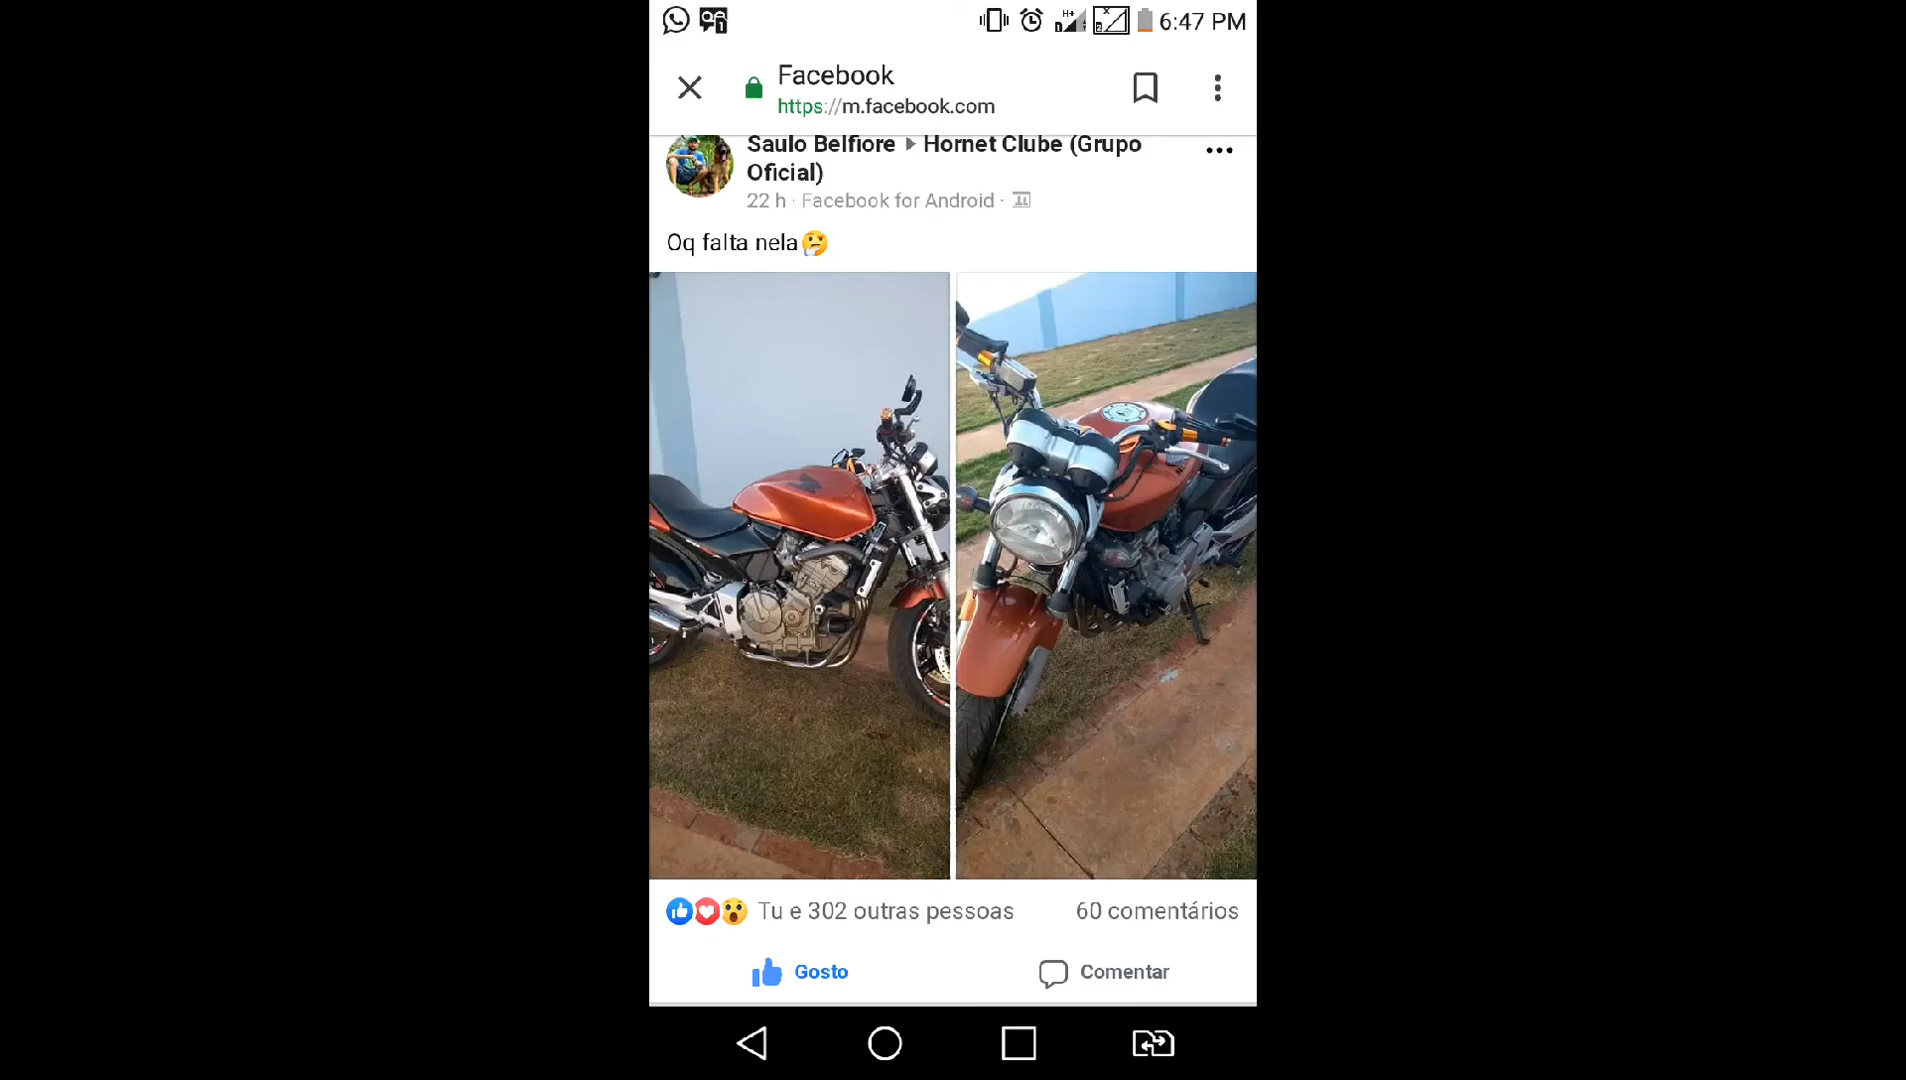 6:47 PM
Facebook
https://m.facebook.com
Saulo Belfiore ▸ Hornet Clube (Grupo
Oficial)
22 h · Facebook for Android ·
Oq falta nela🤔
Tu e 302 outras pessoas
60 comentários
Gosto
Comentar